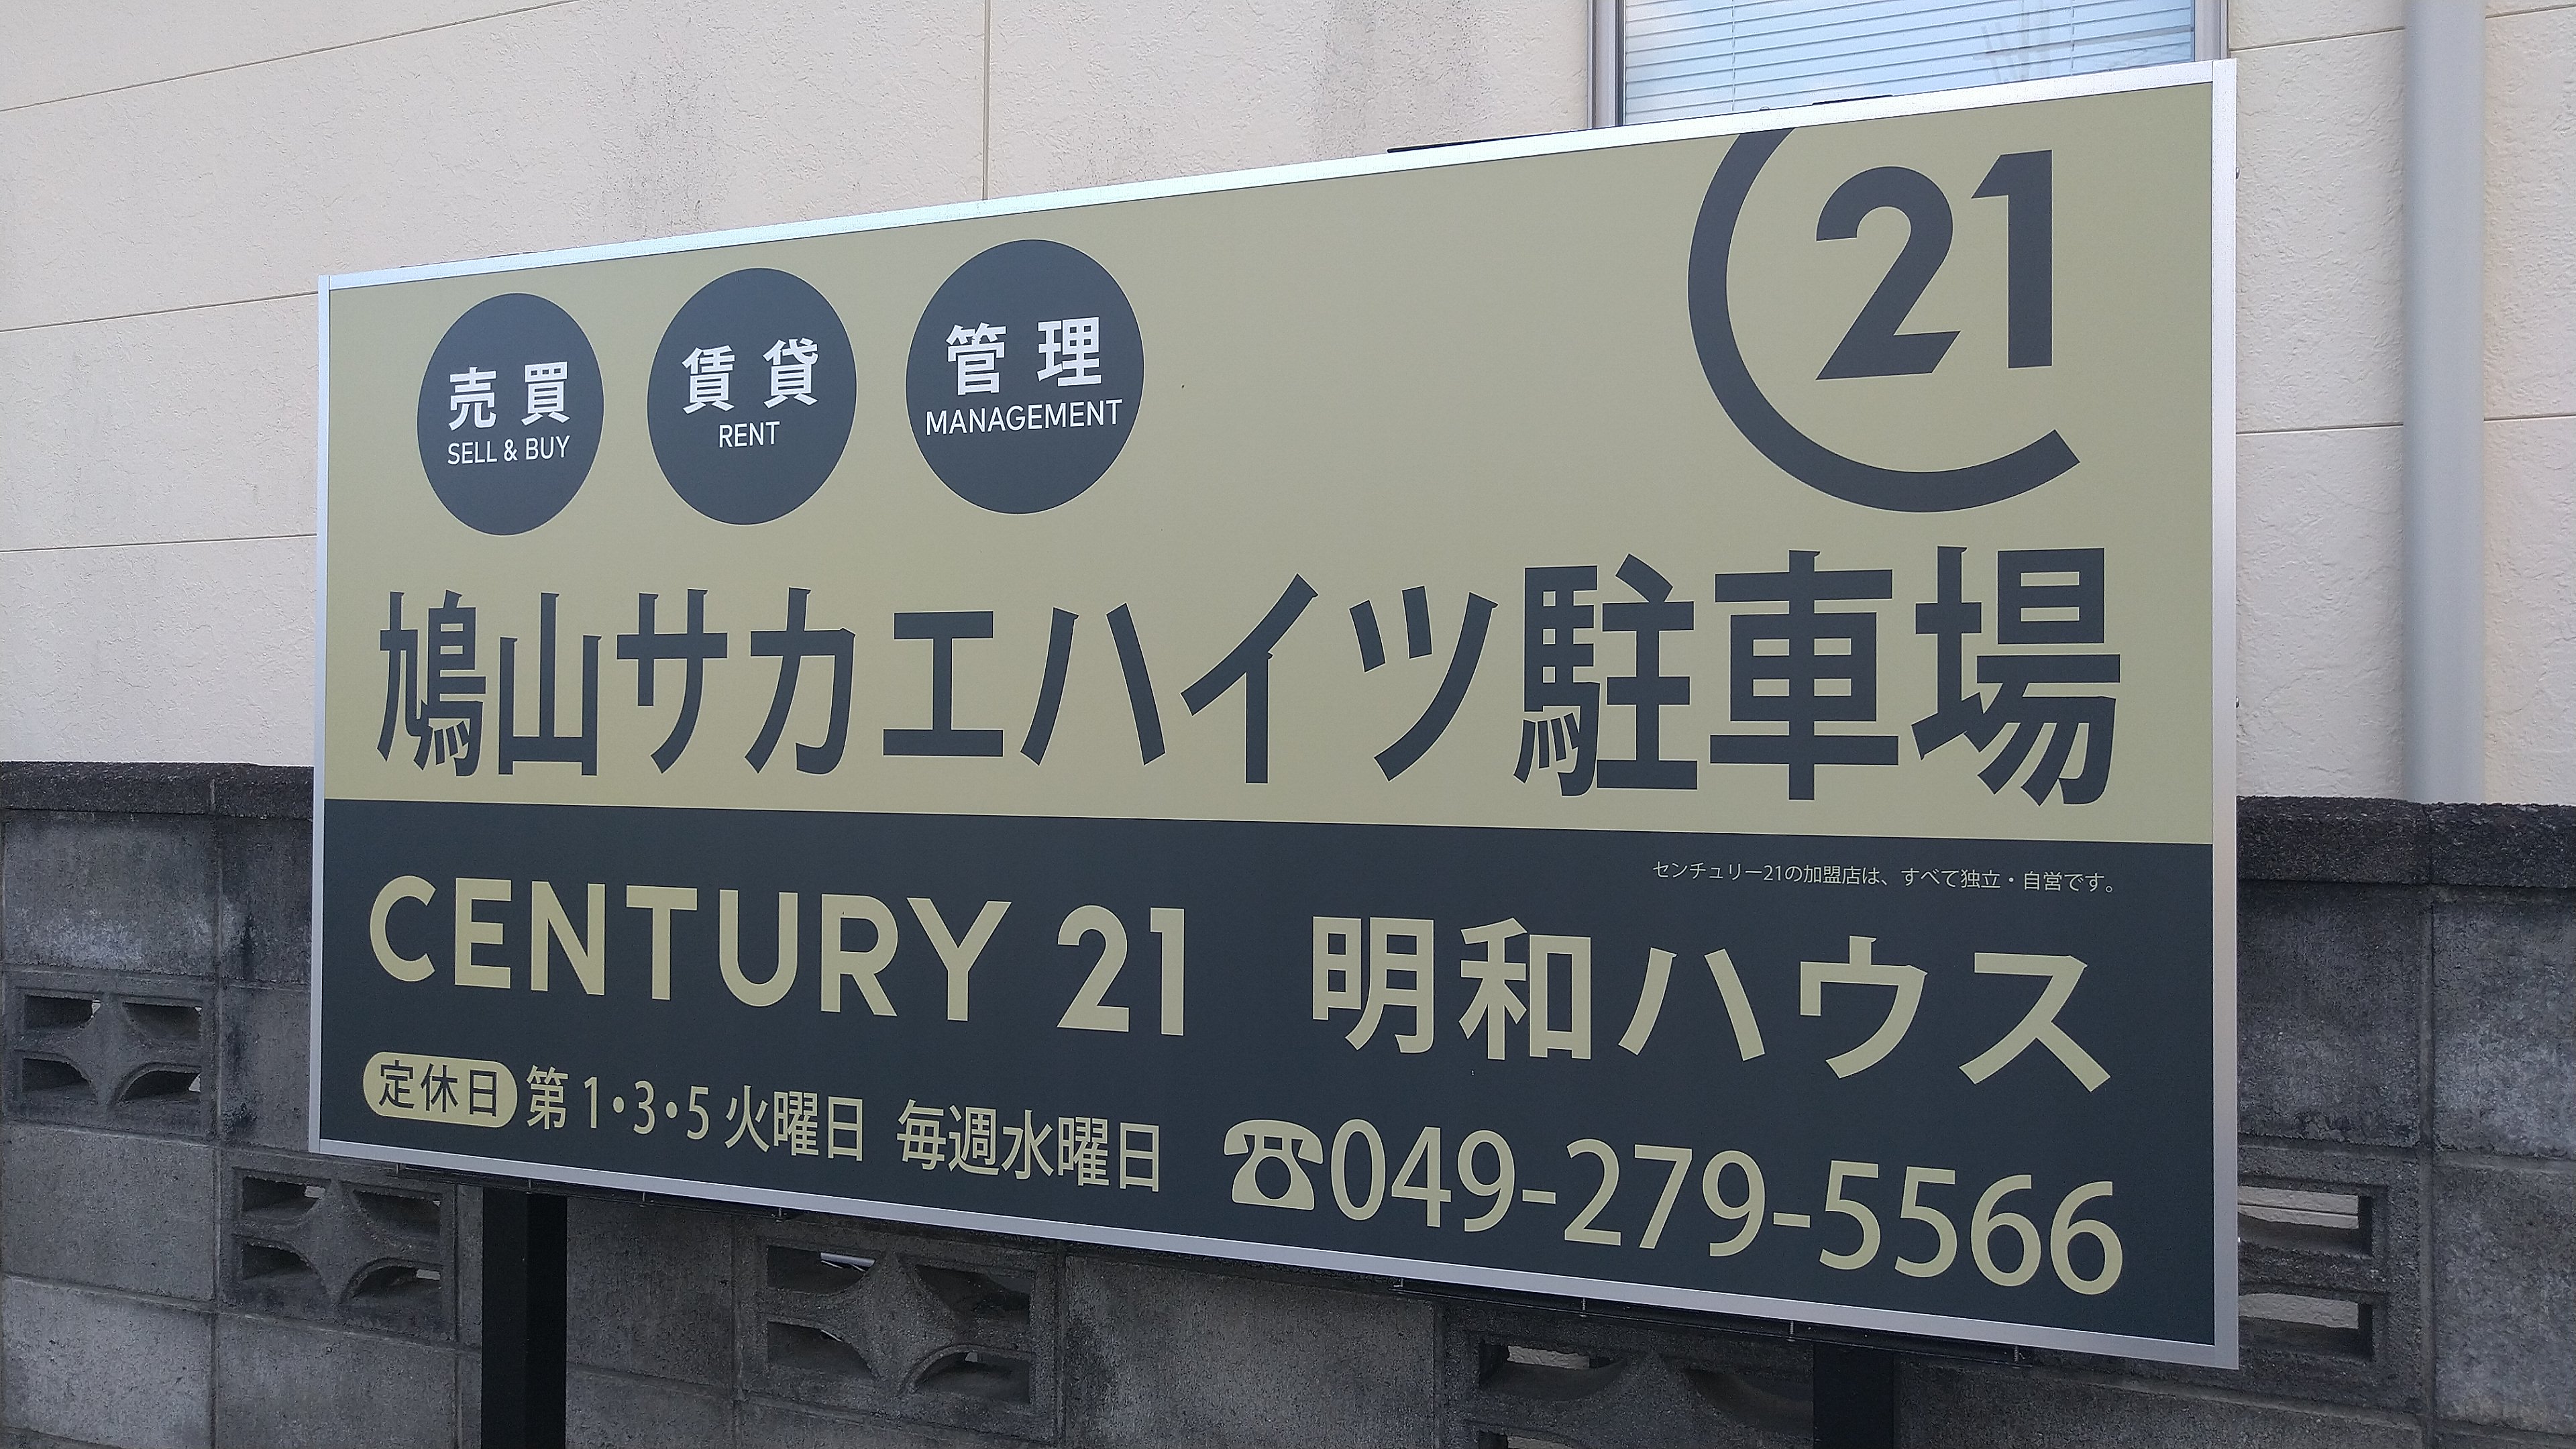 21
売買
SELL & BUY
賃貸
RENT
管理
MANAGEMENT
鳩山サカエハイツ駐車場
センチュリー21の加盟店は、すべて独立・自営です。
CENTURY 21 明和ハウス
定休日 第1・3・5火曜日 毎週水曜日 ☎049-279-5566